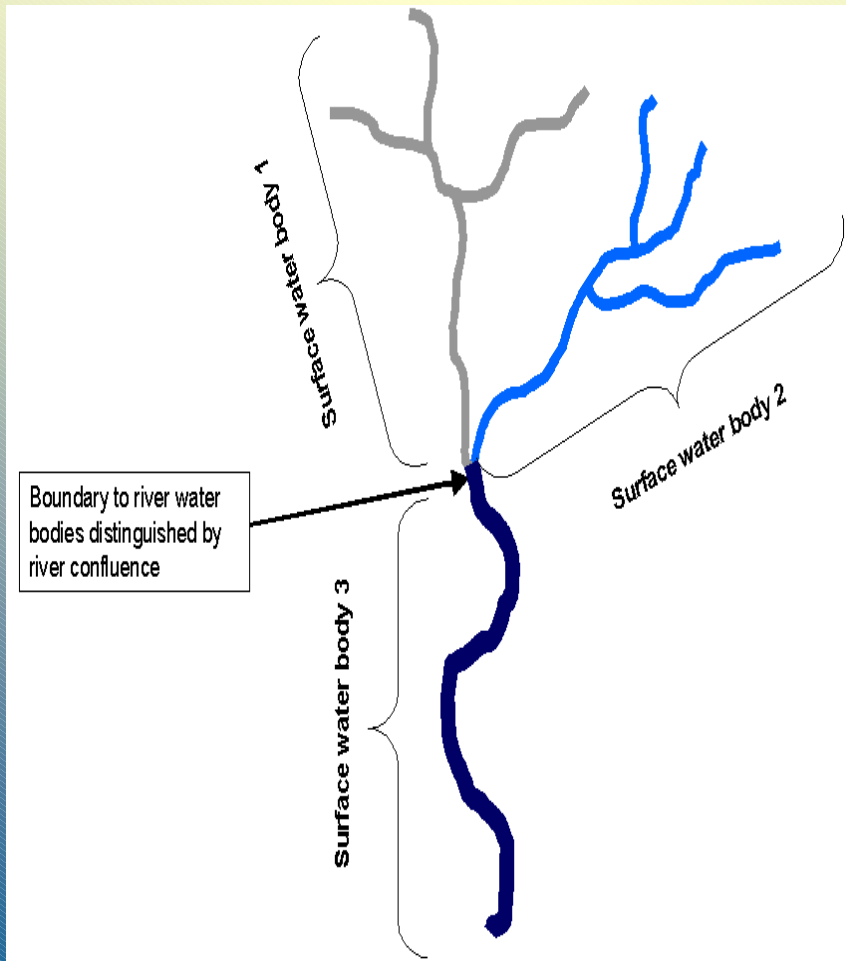 Surface water body 1
Surface water body 2
Boundary to river water
bodies distinguished by
river confluence
Surface water body 3